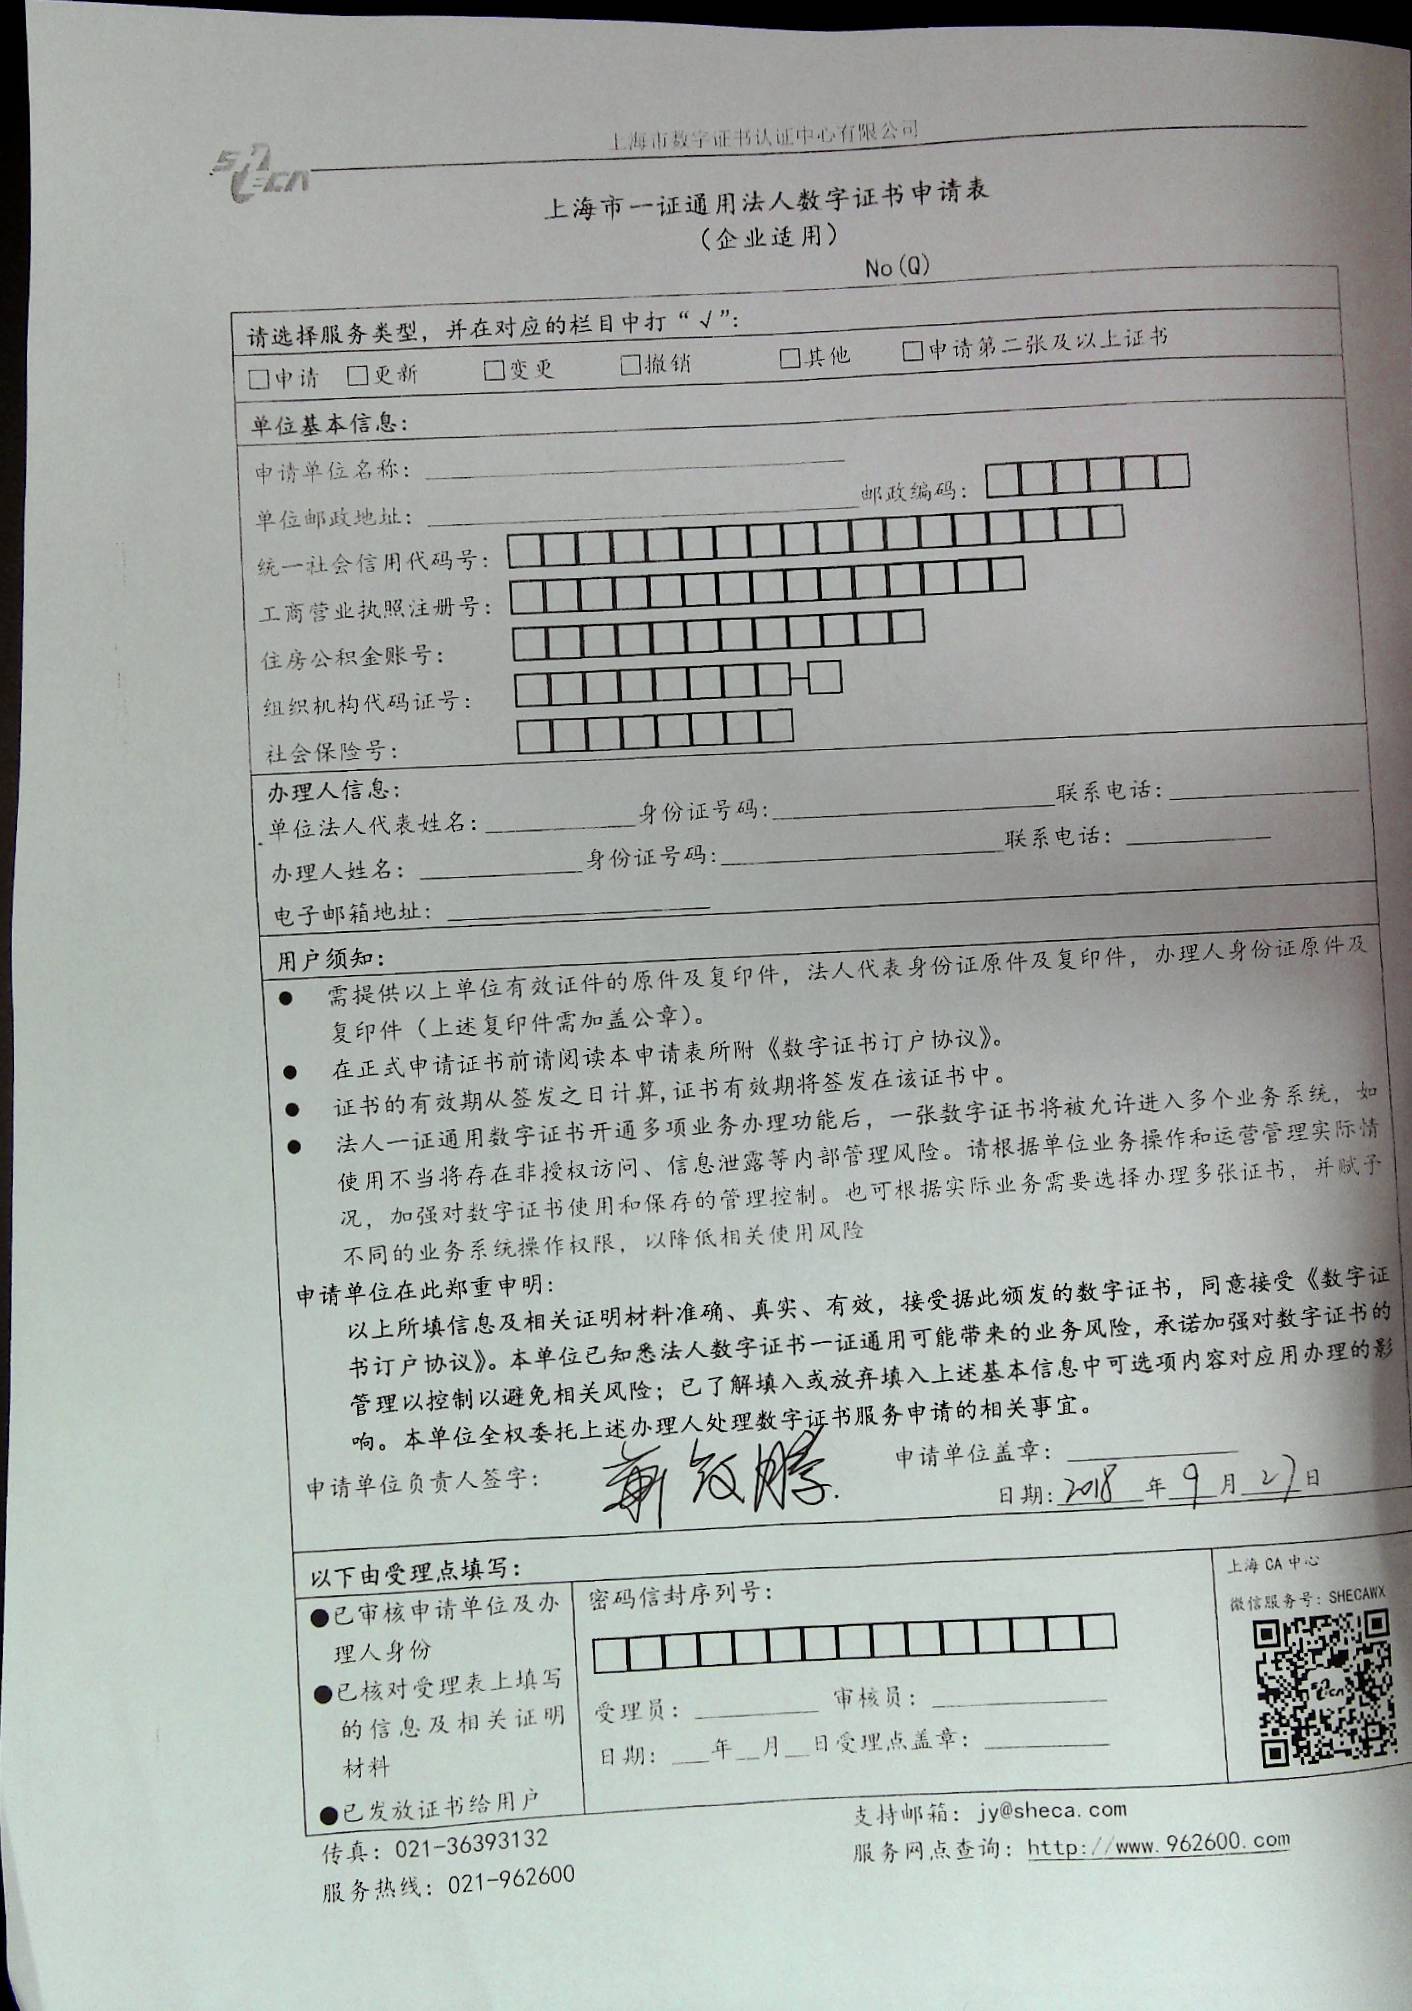 SHECA
上海市数字证书认证中心有限公司
上海市一证通用法人数字证书申请表
（企业适用）
No(Q)
请选择服务类型，并在对应的栏目中打“√”：
□申请 □更新 □变更 □撤销 □其他 □申请第二张及以上证书
单位基本信息：
申请单位名称：
单位邮政地址： 邮政编码：
统一社会信用代码号：
工商营业执照注册号：
住房公积金账号：
组织机构代码证号：
社会保险号：
办理人信息：
单位法人代表姓名： 身份证号码： 联系电话：
办理人姓名： 身份证号码： 联系电话：
电子邮箱地址：
用户须知：
● 需提供以上单位有效证件的原件及复印件，法人代表身份证原件及复印件，办理人身份证原件及
复印件（上述复印件需加盖公章）。
● 在正式申请证书前请阅读本申请表所附《数字证书订户协议》。
● 证书的有效期从签发之日计算,证书有效期将签发在该证书中。
● 法人一证通用数字证书开通多项业务办理功能后，一张数字证书将被允许进入多个业务系统，如
使用不当将存在非授权访问、信息泄露等内部管理风险。请根据单位业务操作和运营管理实际情
况，加强对数字证书使用和保存的管理控制。也可根据实际业务需要选择办理多张证书，并赋予
不同的业务系统操作权限，以降低相关使用风险
申请单位在此郑重申明：
以上所填信息及相关证明材料准确、真实、有效，接受据此颁发的数字证书，同意接受《数字证
书订户协议》。本单位已知悉法人数字证书一证通用可能带来的业务风险，承诺加强对数字证书的
管理以控制以避免相关风险；已了解填入或放弃填入上述基本信息中可选项内容对应用办理的影
响。本单位全权委托上述办理人处理数字证书服务申请的相关事宜。
申请单位负责人签字： 申请单位盖章：
日期：2018年9月27日
以下由受理点填写：
●已审核申请单位及办
理人身份
●已核对受理表上填写
的信息及相关证明
材料
●已发放证书给用户
密码信封序列号：
受理员： 审核员：
日期： 年 月 日受理点盖章：
上海 CA 中心
微信服务号：SHECAWX
传真：021-36393132
服务热线：021-962600
支持邮箱：jy@sheca.com
服务网点查询：http://www.962600.com